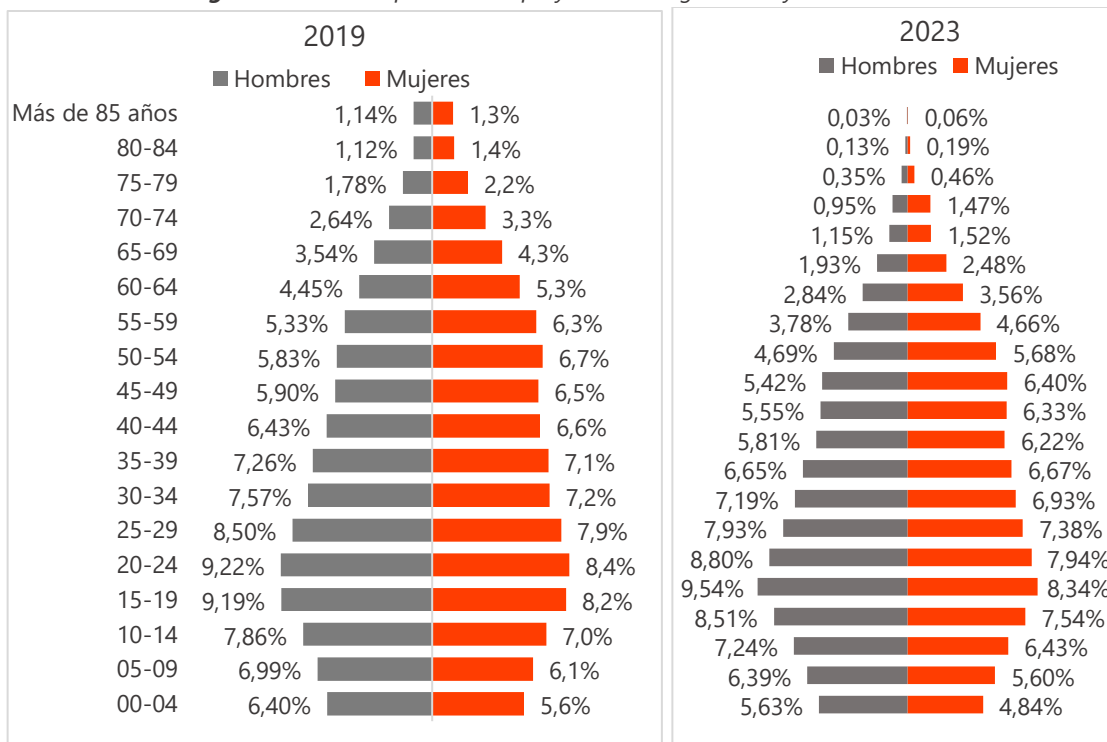 2019
Hombres Mujeres
Más de 85 años 1,14% 1,3%
80-84 1,12% 1,4%
75-79 1,78% 2,2%
70-74 2,64% 3,3%
65-69 3,54% 4,3%
60-64 4,45% 5,3%
55-59 5,33% 6,3%
50-54 5,83% 6,7%
45-49 5,90% 6,5%
40-44 6,43% 6,6%
35-39 7,26% 7,1%
30-34 7,57% 7,2%
25-29 8,50% 7,9%
20-24 9,22% 8,4%
15-19 9,19% 8,2%
10-14 7,86% 7,0%
05-09 6,99% 6,1%
00-04 6,40% 5,6%
2023
Hombres Mujeres
0,03% 0,06%
0,13% 0,19%
0,35% 0,46%
0,95% 1,47%
1,15% 1,52%
1,93% 2,48%
2,84% 3,56%
3,78% 4,66%
4,69% 5,68%
5,42% 6,40%
5,55% 6,33%
5,81% 6,22%
6,65% 6,67%
7,19% 6,93%
7,93% 7,38%
8,80% 7,94%
9,54% 8,34%
8,51% 7,54%
7,24% 6,43%
6,39% 5,60%
5,63% 4,84%